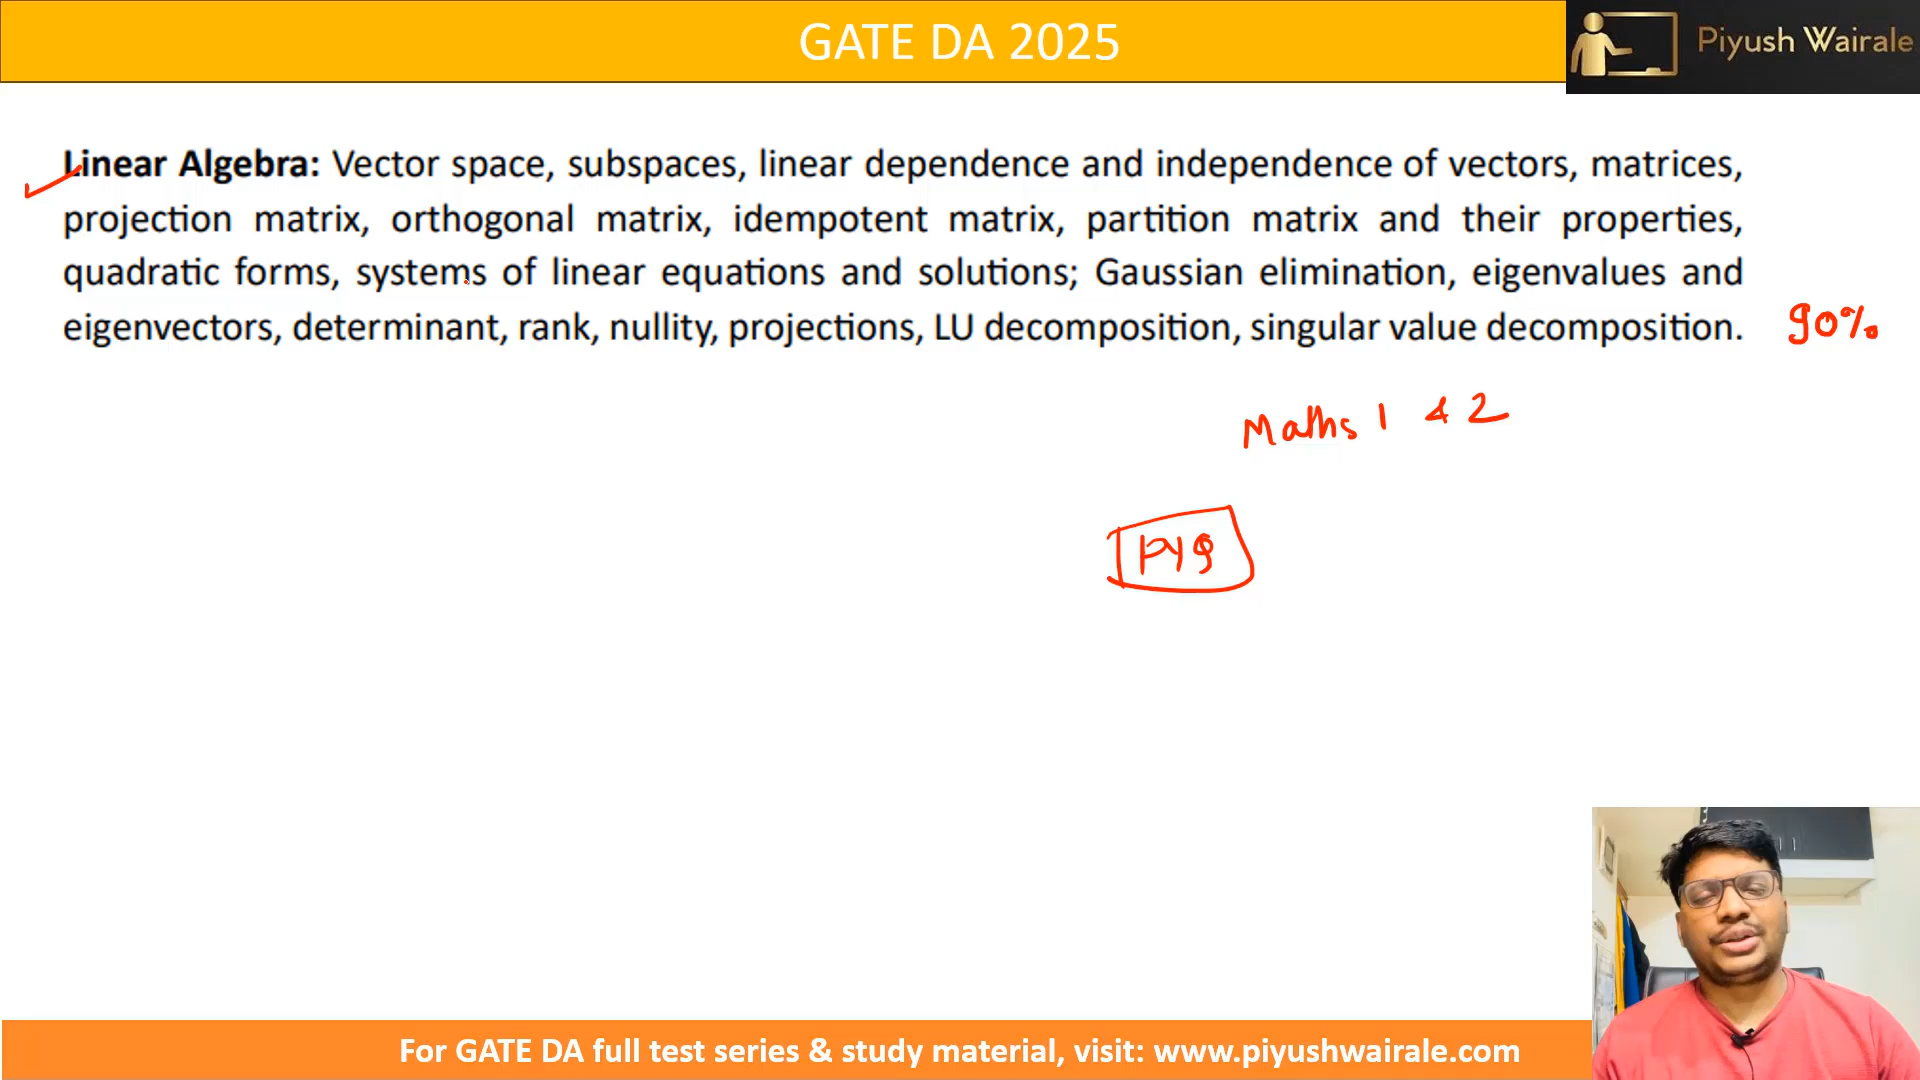 GATE DA 2025
Piyush Wairale
Linear Algebra: Vector space, subspaces, linear dependence and independence of vectors, matrices,
projection matrix, orthogonal matrix, idempotent matrix, partition matrix and their properties,
quadratic forms, systems of linear equations and solutions; Gaussian elimination, eigenvalues and
eigenvectors, determinant, rank, nullity, projections, LU decomposition, singular value decomposition.
90%
Maths 1 & 2
PYQ
For GATE DA full test series & study material, visit: www.piyushwairale.com